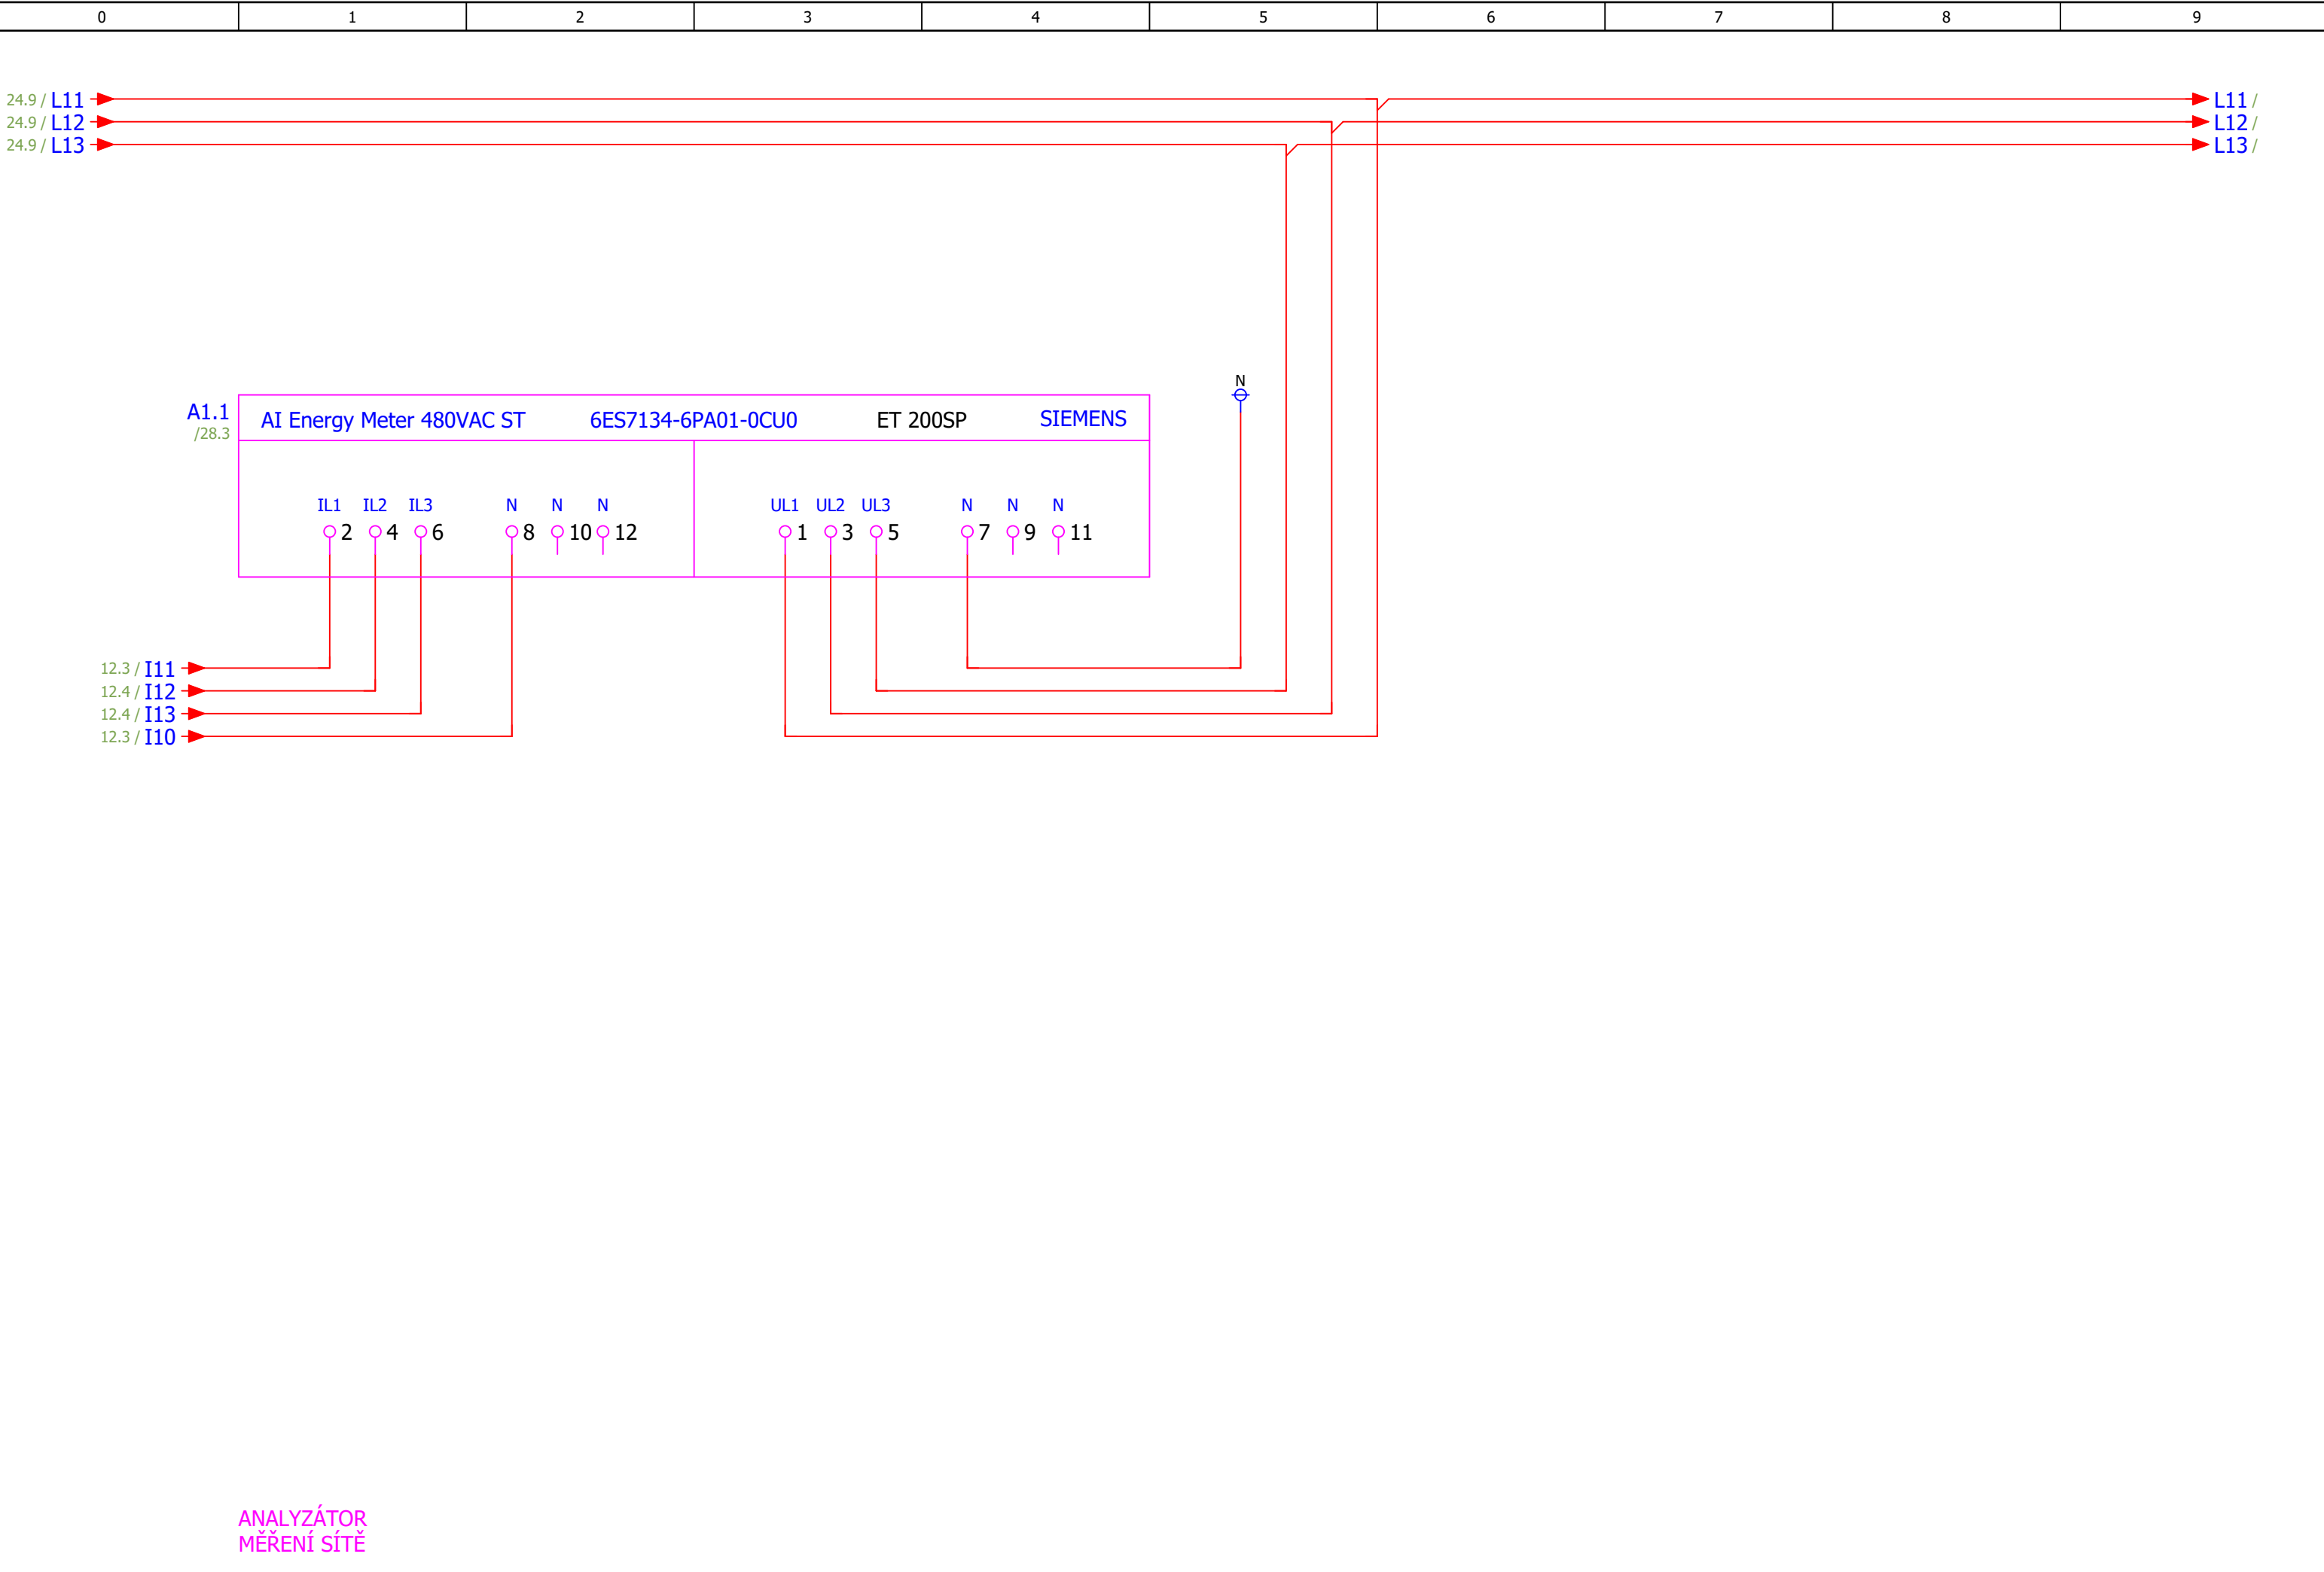 0 1 2 3 4 5 6 7 8 9
24.9 / L11 L11 /
24.9 / L12 L12 /
24.9 / L13 L13 /
N
A1.1 AI Energy Meter 480VAC ST 6ES7134-6PA01-0CU0 ET 200SP SIEMENS
/28.3
IL1 IL2 IL3 N N N UL1 UL2 UL3 N N N
2 4 6 8 10 12 1 3 5 7 9 11
12.3 / I11
12.4 / I12
12.4 / I13
12.3 / I10
ANALYZÁTOR
MĚŘENÍ SÍTĚ